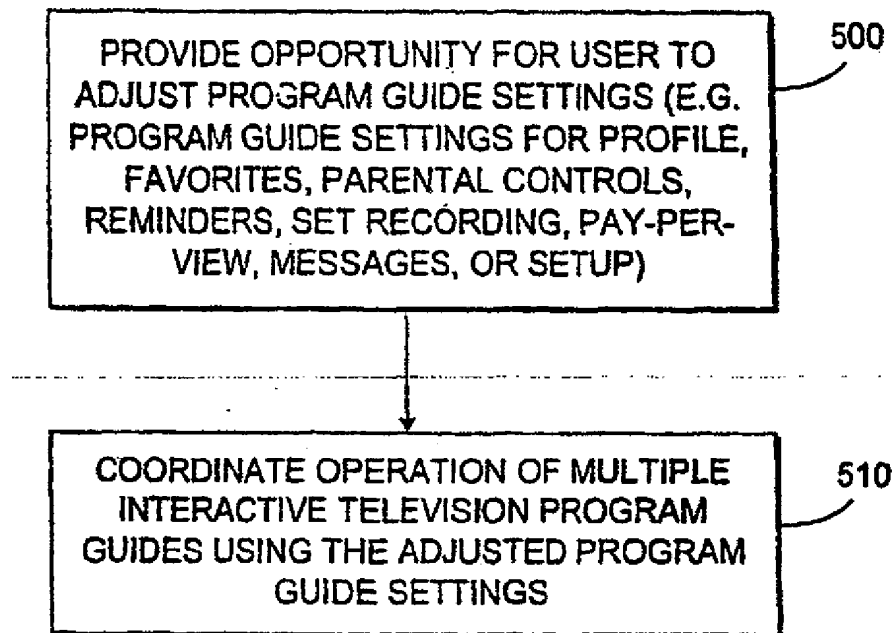 PROVIDE OPPORTUNITY FOR USER TO
ADJUST PROGRAM GUIDE SETTINGS (E.G.
PROGRAM GUIDE SETTINGS FOR PROFILE,
FAVORITES, PARENTAL CONTROLS,
REMINDERS, SET RECORDING, PAY-PER-
VIEW, MESSAGES, OR SETUP)
500
COORDINATE OPERATION OF MULTIPLE
INTERACTIVE TELEVISION PROGRAM
GUIDES USING THE ADJUSTED PROGRAM
GUIDE SETTINGS
510